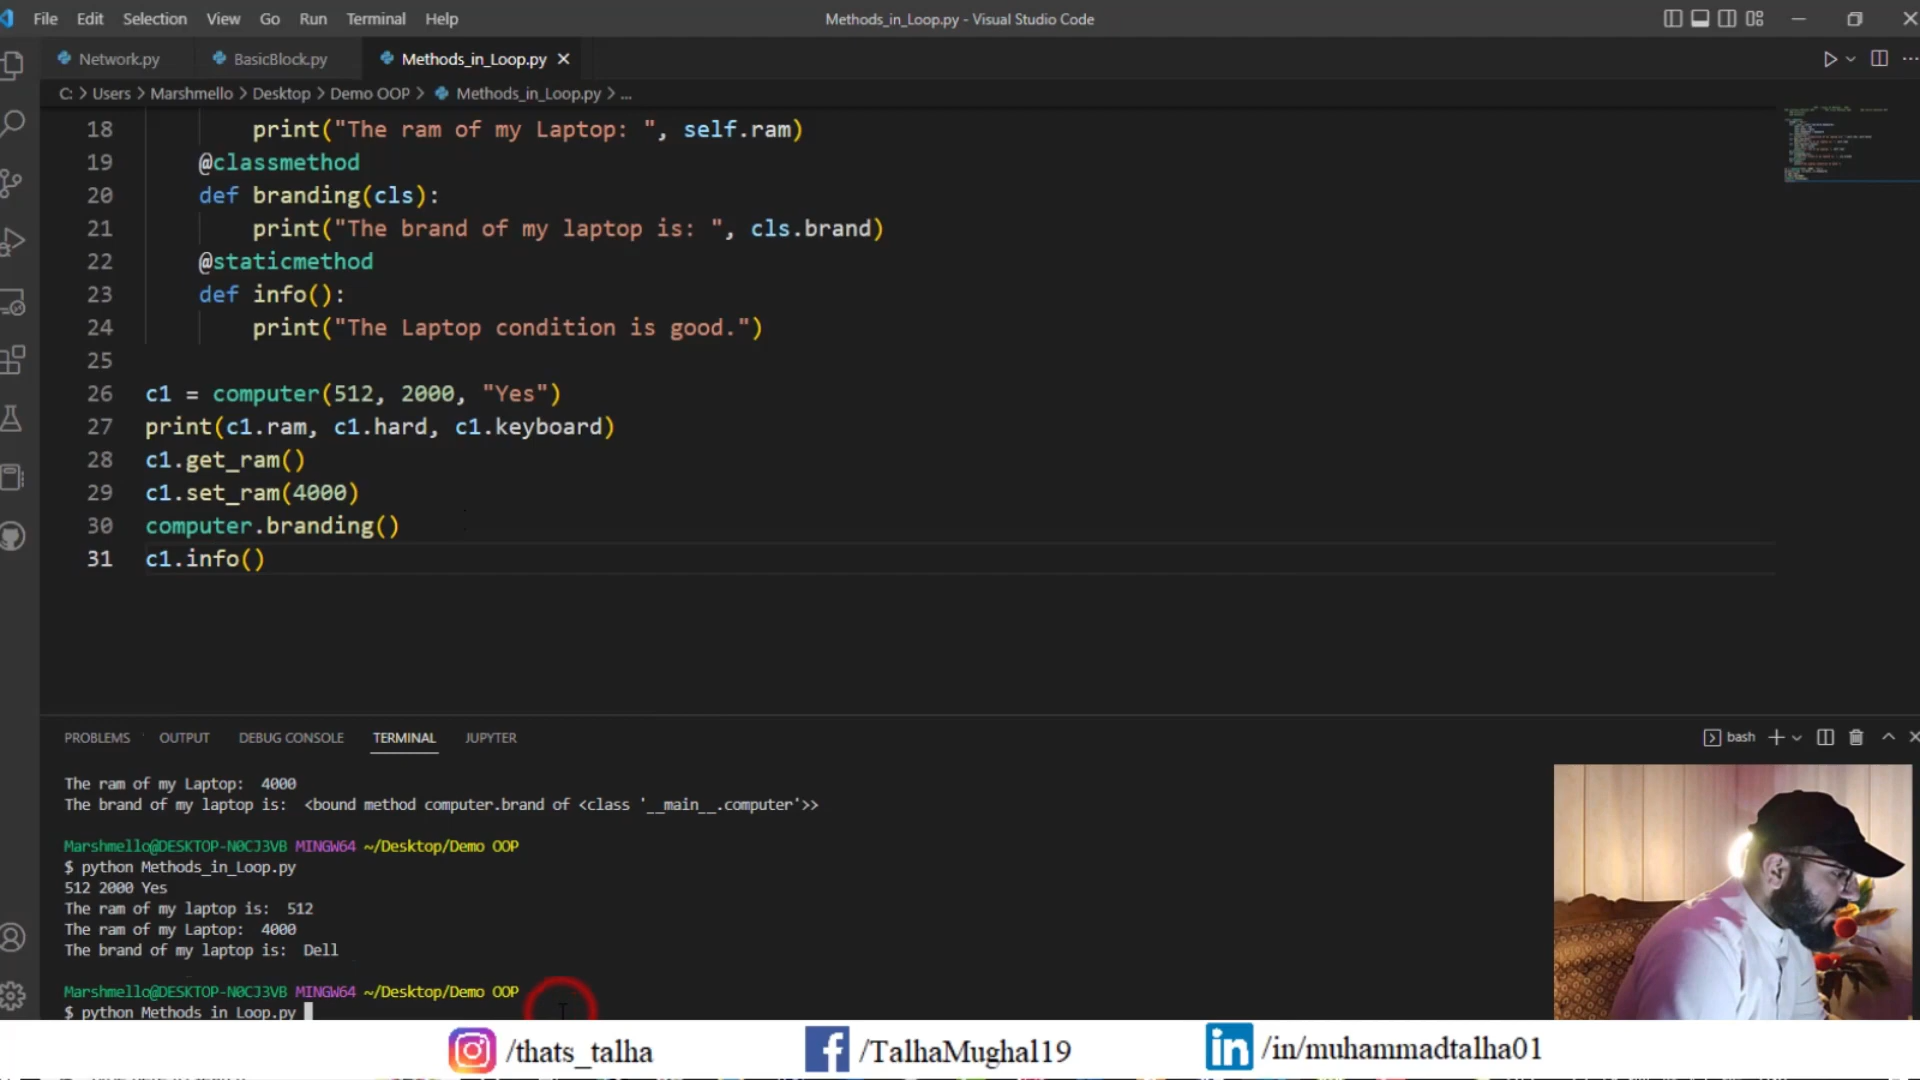 File Edit Selection View Go Run Terminal Help Methods_in_Loop.py - Visual Studio Code
Network.py BasicBlock.py Methods_in_Loop.py
C: > Users > Marshmello > Desktop > Demo OOP > Methods_in_Loop.py > ...
18 print("The ram of my Laptop: ", self.ram)
19 @classmethod
20 def branding(cls):
21 print("The brand of my laptop is: ", cls.brand)
22 @staticmethod
23 def info():
24 print("The Laptop condition is good.")
25
26 c1 = computer(512, 2000, "Yes")
27 print(c1.ram, c1.hard, c1.keyboard)
28 c1.get_ram()
29 c1.set_ram(4000)
30 computer.branding()
31 c1.info()
PROBLEMS OUTPUT DEBUG CONSOLE TERMINAL JUPYTER bash
The ram of my Laptop:  4000
The brand of my laptop is:  <bound method computer.brand of <class '__main__.computer'>>
Marshmello@DESKTOP-N0CJ3VB MINGW64 ~/Desktop/Demo OOP
$ python Methods_in_Loop.py
512 2000 Yes
The ram of my laptop is:  512
The ram of my Laptop:  4000
The brand of my laptop is:  Dell
Marshmello@DESKTOP-N0CJ3VB MINGW64 ~/Desktop/Demo OOP
$ python Methods in Loop.py
/thats_talha /TalhaMughal19 in /in/muhammadtalha01